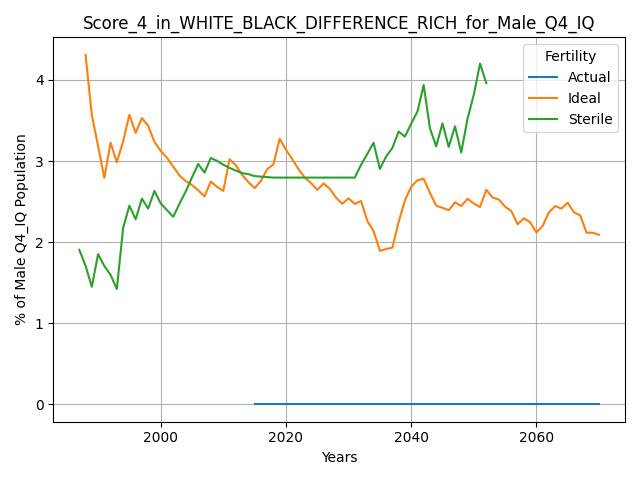 Score_4_in_WHITE_BLACK_DIFFERENCE_RICH_for_Male_Q4_IQ
Fertility
Actual
Ideal
Sterile
% of Male Q4_IQ Population
4
3
2
1
0
2000 2020 2040 2060
Years